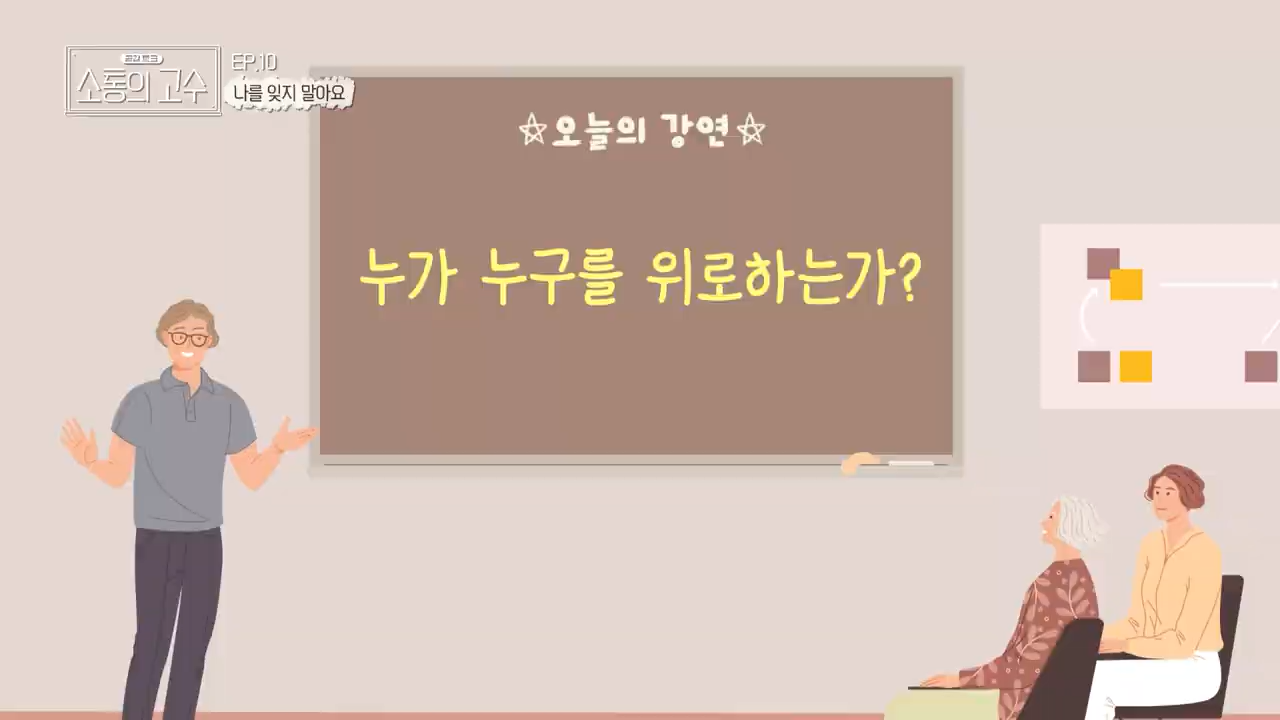 소통의 고수
EP.10
나를 잊지 말아요
☆오늘의 강연☆
누가 누구를 위로하는가?